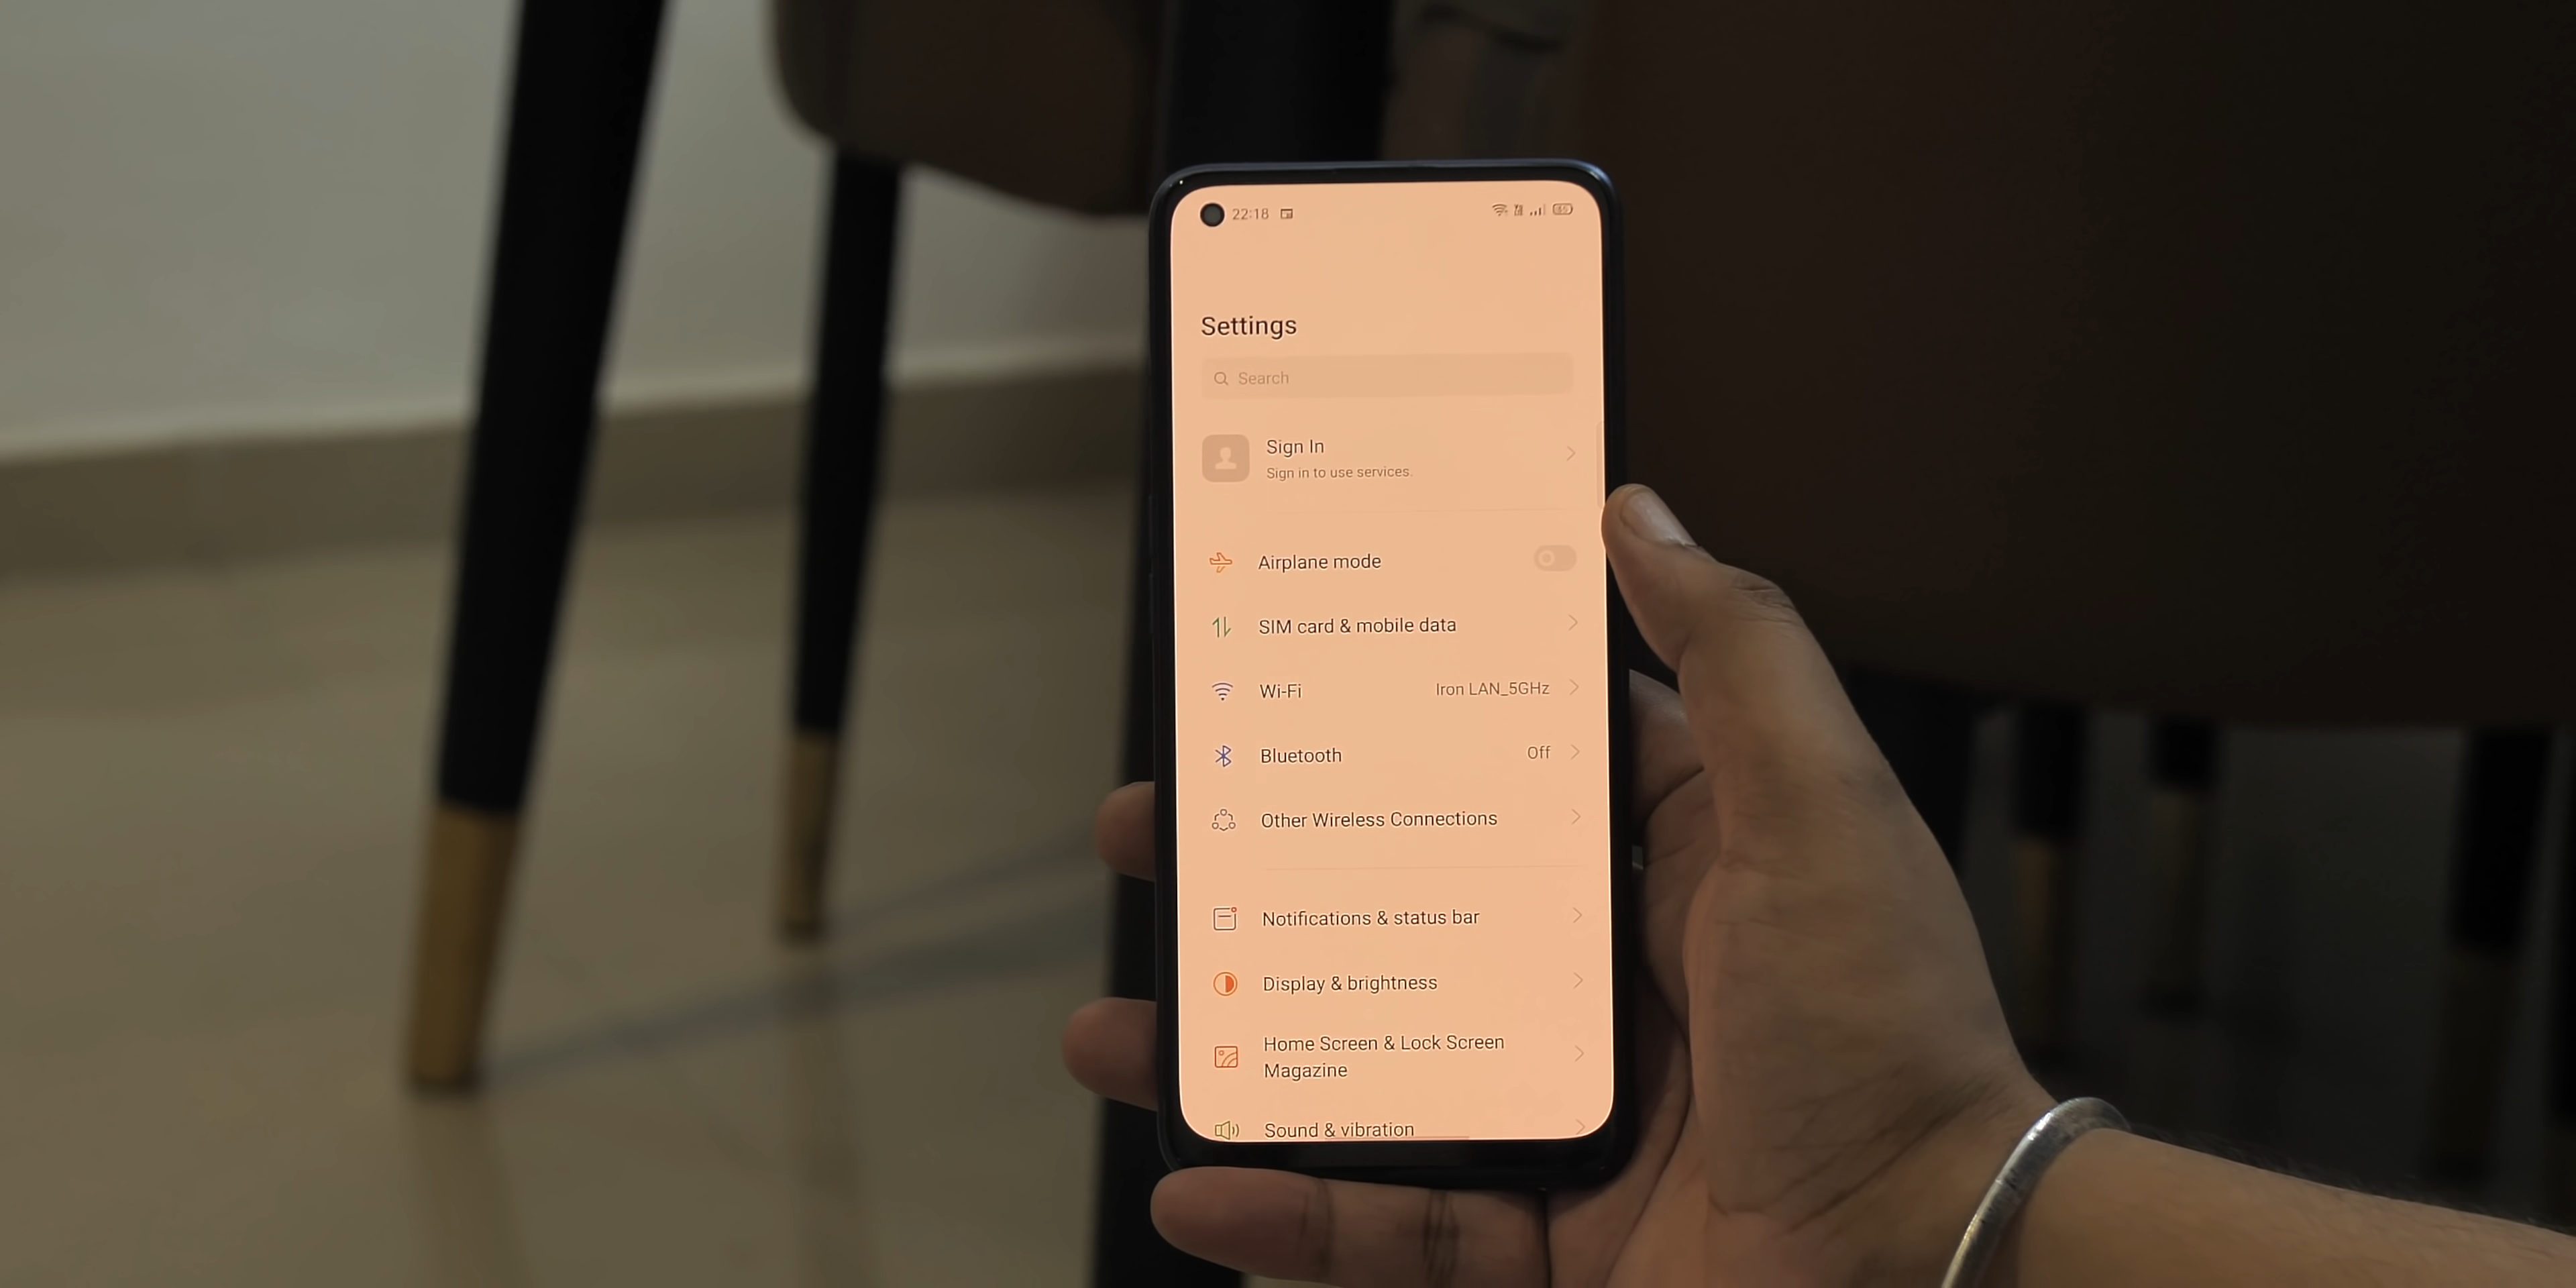 22:18
Settings
Search
Sign In
Sign in to use services.
Airplane mode
SIM card & mobile data
Wi-Fi Iron LAN_5GHz
Bluetooth Off
Other Wireless Connections
Notifications & status bar
Display & brightness
Home Screen & Lock Screen
Magazine
Sound & vibration